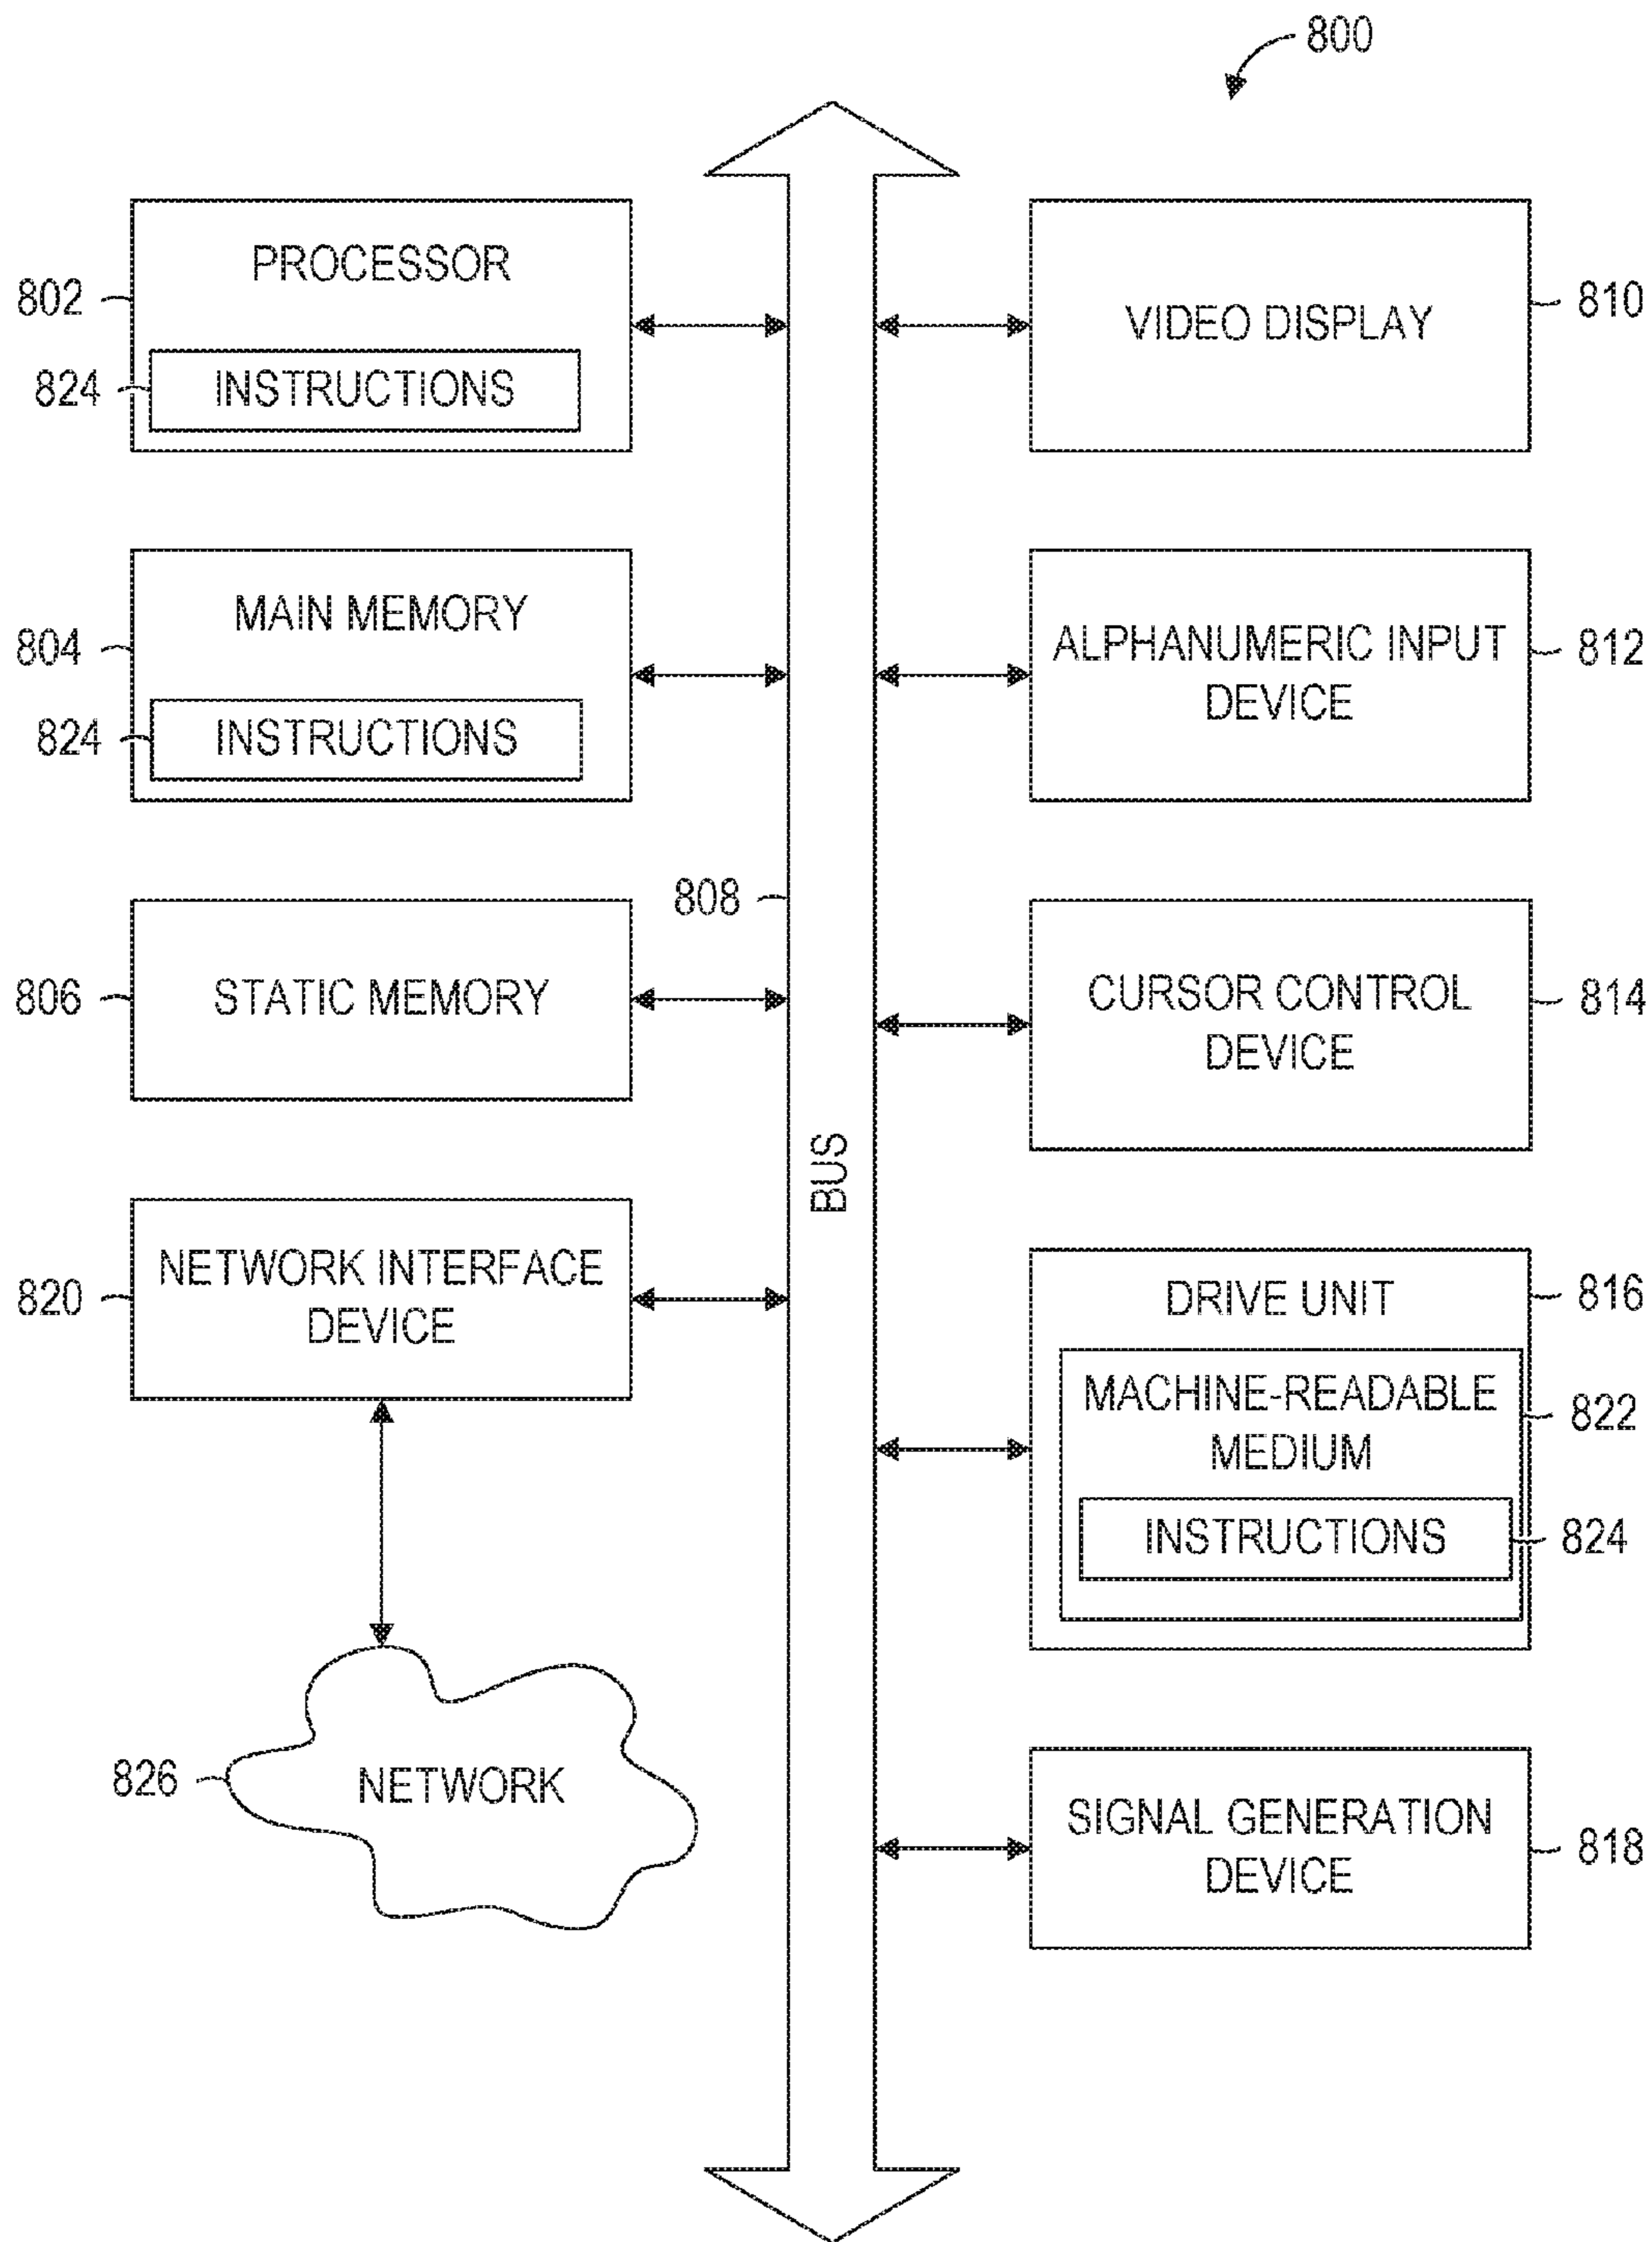 800
PROCESSOR
802
824
INSTRUCTIONS
VIDEO DISPLAY
810
MAIN MEMORY
804
824
INSTRUCTIONS
ALPHANUMERIC INPUT
DEVICE
812
808
STATIC MEMORY
806
CURSOR CONTROL
DEVICE
814
BUS
NETWORK INTERFACE
DEVICE
820
DRIVE UNIT
816
MACHINE-READABLE
MEDIUM
822
INSTRUCTIONS
824
826
NETWORK
SIGNAL GENERATION
DEVICE
818